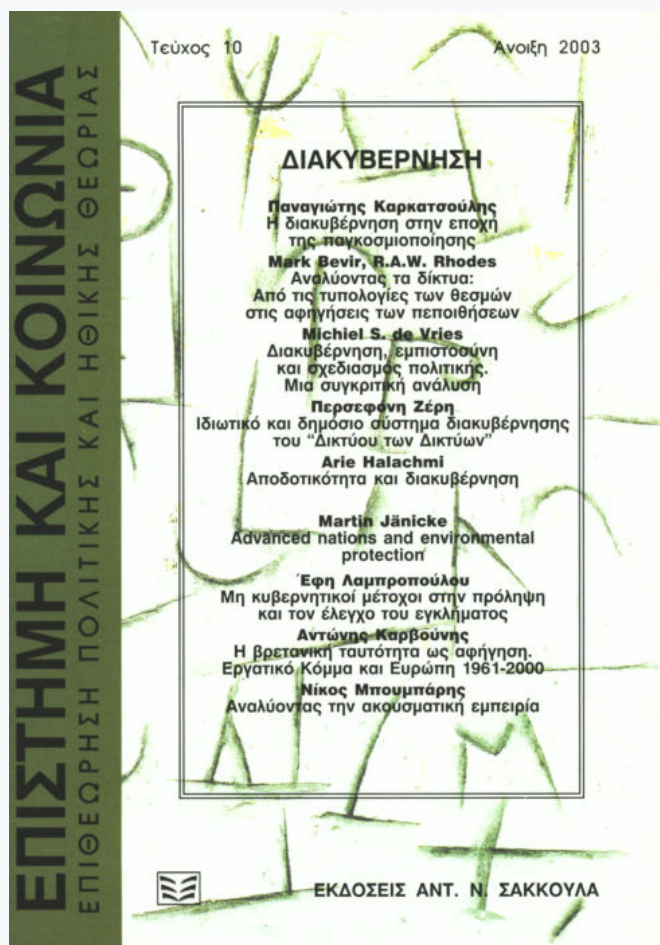 ΕΠΙΣΤΗΜΗ ΚΑΙ ΚΟΙΝΩΝΙΑ
ΕΠΙΘΕΩΡΗΣΗ ΠΟΛΙΤΙΚΗΣ ΚΑΙ ΗΘΙΚΗΣ ΘΕΩΡΙΑΣ
Τεύχος 10
Άνοιξη 2003
ΔΙΑΚΥΒΕΡΝΗΣΗ
Παναγιώτης Καρκατσούλης
Η διακυβέρνηση στην εποχή
της παγκοσμιοποίησης
Mark Bevir, R.A.W. Rhodes
Αναλύοντας τα δίκτυα:
Από τις τυπολογίες των θεσμών
στις αφηγήσεις των πεποιθήσεων
Michiel S. de Vries
Διακυβέρνηση, εμπιστοσύνη
και σχεδιασμός πολιτικής.
Μια συγκριτική ανάλυση
Περσεφόνη Ζέρη
Ιδιωτικό και δημόσιο σύστημα διακυβέρνησης
του “Δικτύου των Δικτύων”
Arie Halachmi
Αποδοτικότητα και διακυβέρνηση
Martin Jänicke
Advanced nations and environmental
protection
Έφη Λαμπροπούλου
Μη κυβερνητικοί μέτοχοι στην πρόληψη
και τον έλεγχο του εγκλήματος
Αντώνης Καρβούνης
Η βρετανική ταυτότητα ως αφήγηση.
Εργατικό Κόμμα και Ευρώπη 1961-2000
Νίκος Μπουμπάρης
Αναλύοντας την ακουσματική εμπειρία
ΕΚΔΟΣΕΙΣ ΑΝΤ. Ν. ΣΑΚΚΟΥΛΑ